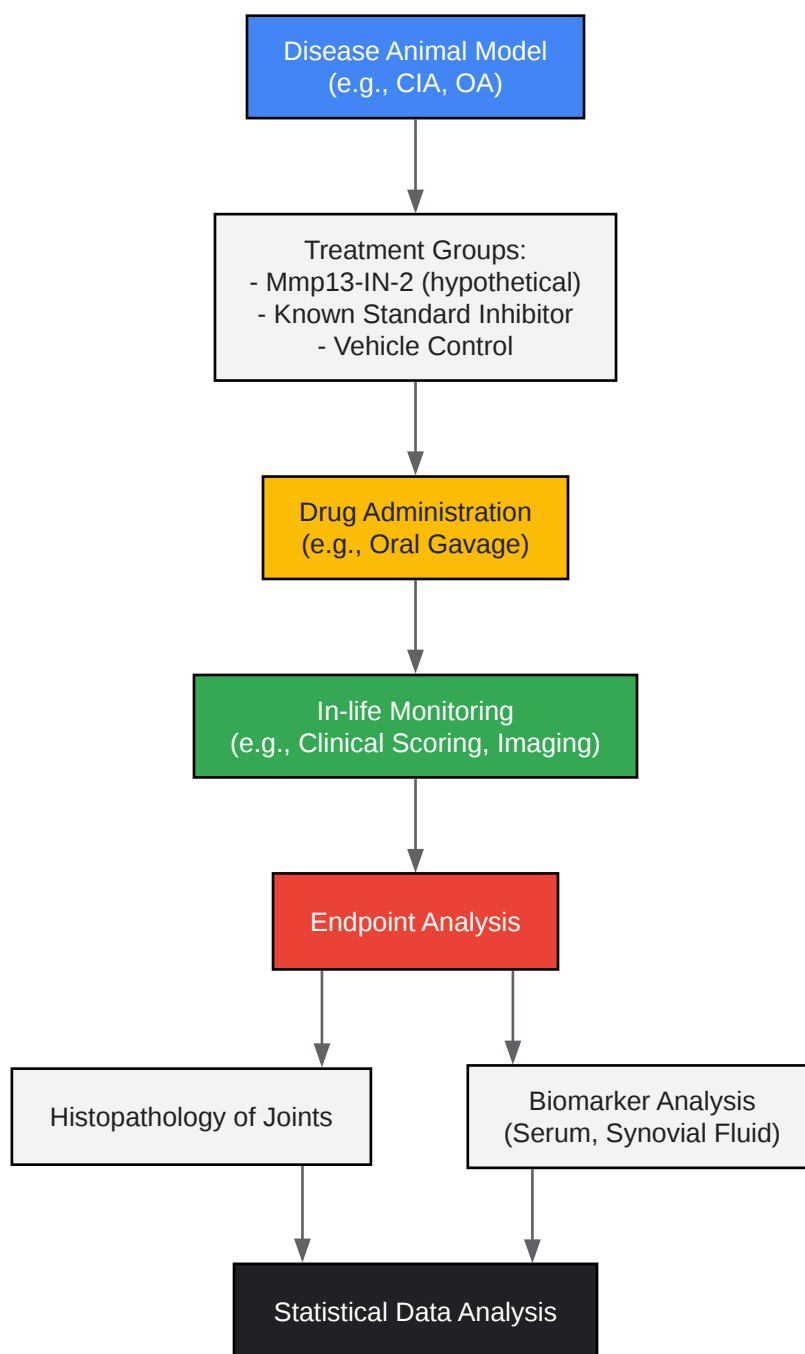 Disease Animal Model
(e.g., CIA, OA)
Treatment Groups:
- Mmp13-IN-2 (hypothetical)
- Known Standard Inhibitor
- Vehicle Control
Drug Administration
(e.g., Oral Gavage)
In-life Monitoring
(e.g., Clinical Scoring, Imaging)
Endpoint Analysis
Histopathology of Joints
Biomarker Analysis
(Serum, Synovial Fluid)
Statistical Data Analysis